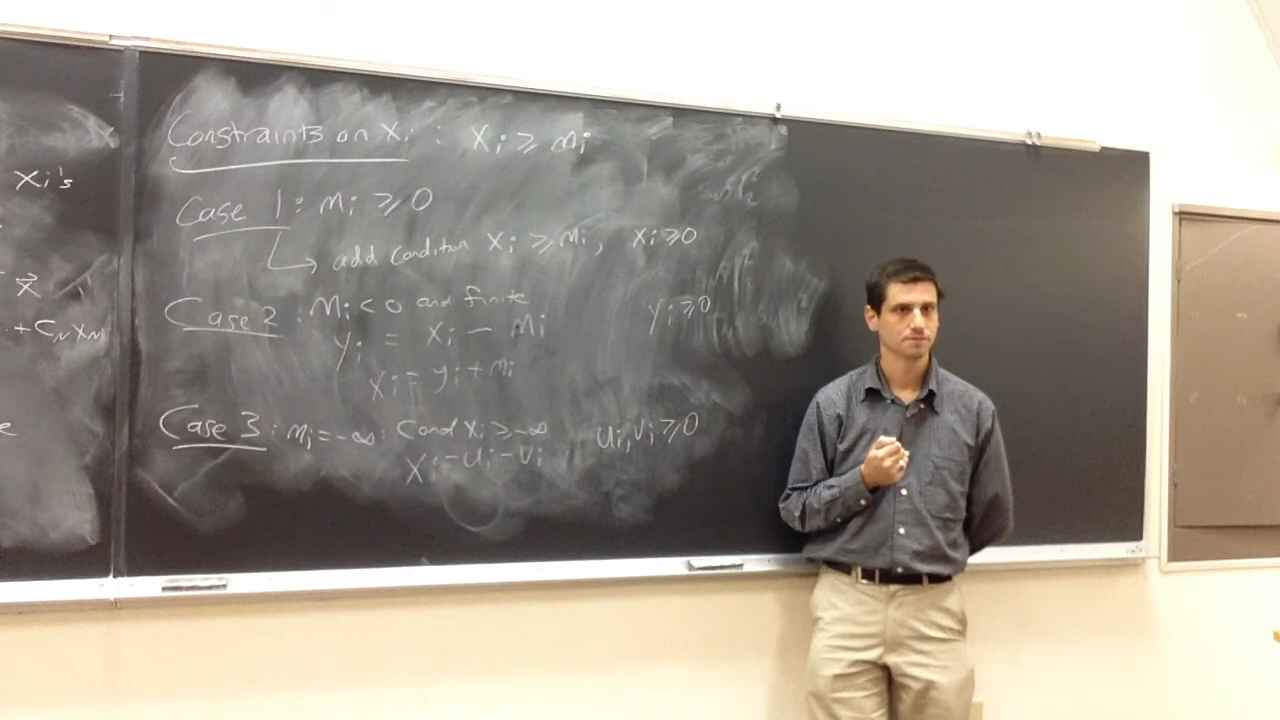 Xi's
x⃗
+ CNXN
e
Constraints on Xi : Xi ≥ mi
Case 1 : mi ≥ 0
↳ add condition Xi ≥ mi, Xi ≥ 0
Case 2 : mi < 0 and finite yi ≥ 0
yi = xi - mi
xi = yi + mi
Case 3 : mi = -∞ : Cond Xi ≥ -∞ ui, vi ≥ 0
Xi = ui - vi